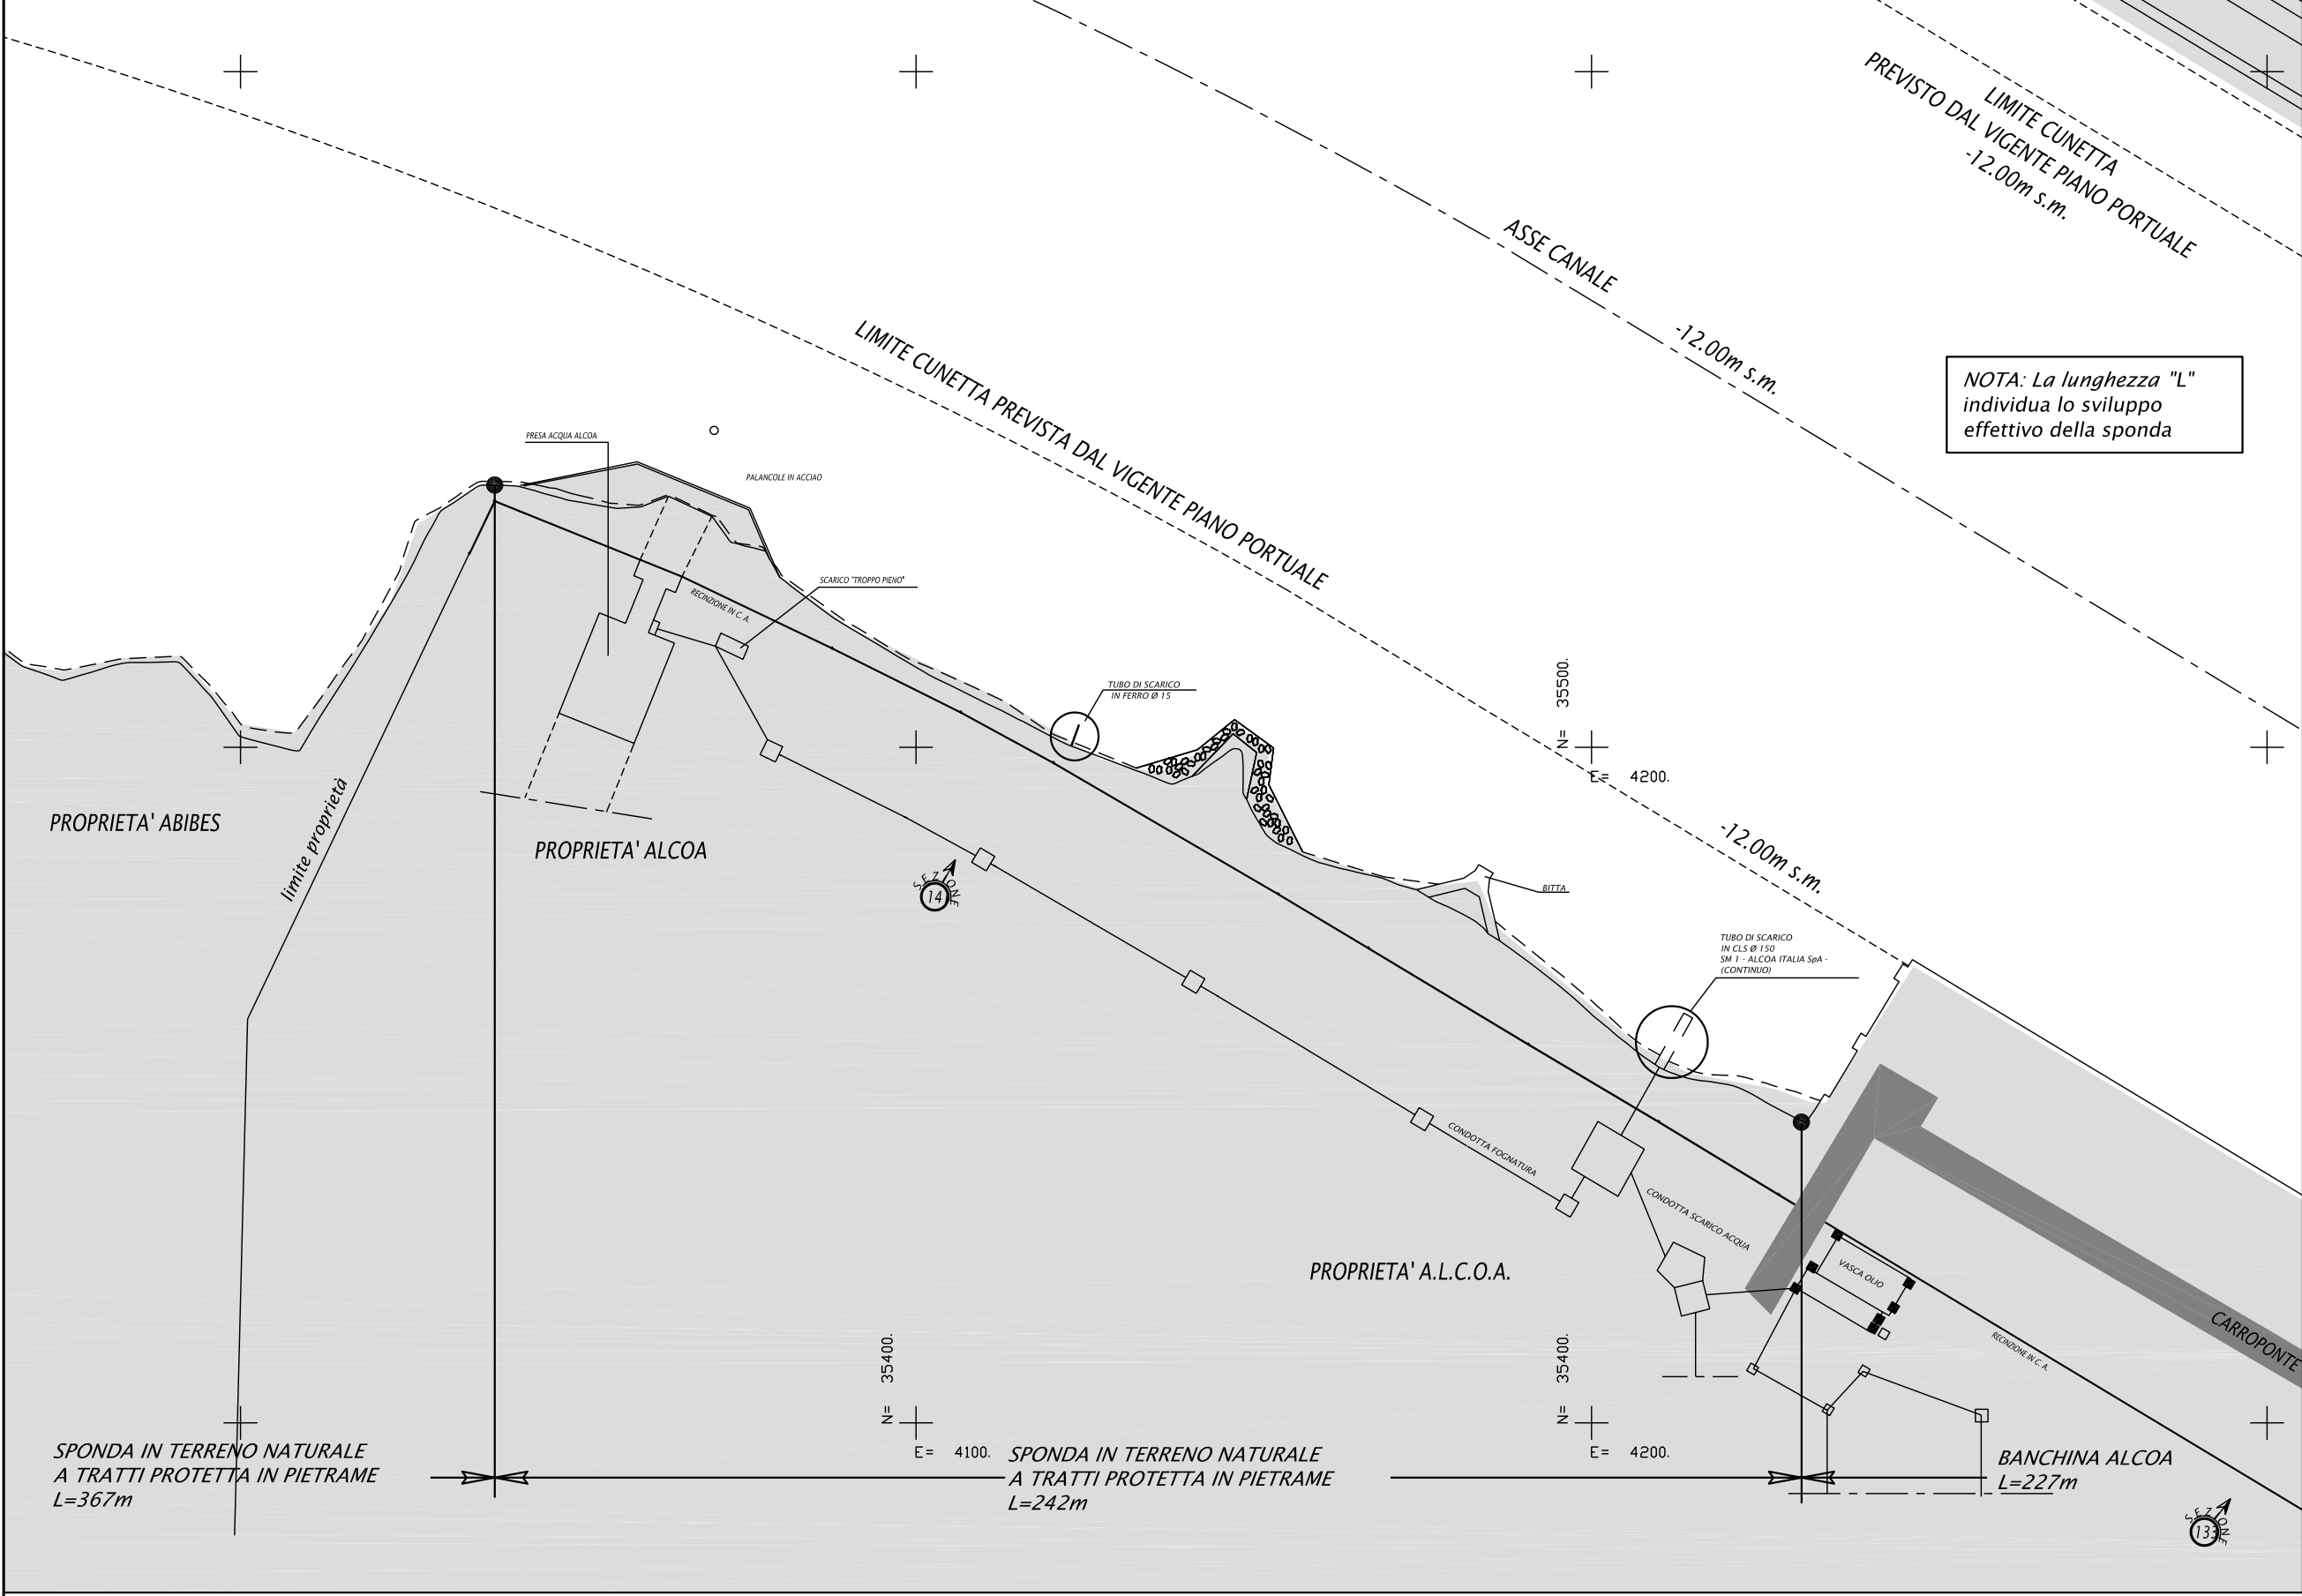 LIMITE CUNETTA
PREVISTO DAL VIGENTE PIANO PORTUALE
-12.00m s.m.
ASSE CANALE
-12.00m s.m.
NOTA: La lunghezza "L"
individua lo sviluppo
effettivo della sponda
LIMITE CUNETTA PREVISTA DAL VIGENTE PIANO PORTUALE
-12.00m s.m.
PRESA ACQUA ALCOA
PALANCOLE IN ACCIAO
SCARICO "TROPPO PIENO"
RECINZIONE IN C. A.
TUBO DI SCARICO
IN FERRO Ø 15
N= 35500.
E= 4200.
limite proprietà
PROPRIETA' ABIBES
PROPRIETA' ALCOA
SEZIONE
14
BITTA
TUBO DI SCARICO
IN CLS Ø 150
SM 1 - ALCOA ITALIA SpA -
(CONTINUO)
CONDOTTA FOGNATURA
CONDOTTA SCARICO ACQUA
PROPRIETA' A.L.C.O.A.
VASCA OLIO
CARROPONTE
RECINZIONE IN C. A.
N= 35400.
E= 4100.
N= 35400.
E= 4200.
SPONDA IN TERRENO NATURALE
A TRATTI PROTETTA IN PIETRAME
L=367m
SPONDA IN TERRENO NATURALE
A TRATTI PROTETTA IN PIETRAME
L=242m
BANCHINA ALCOA
L=227m
SEZIONE
133